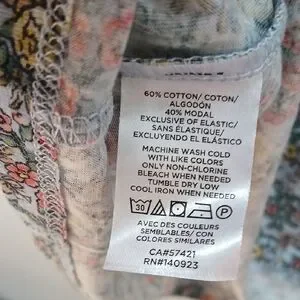 60% COTTON/ COTON/
ALGODÓN
40% MODAL
EXCLUSIVE OF ELASTIC/
SANS ÉLASTIQUE/
EXCLUYENDO EL ELÁSTICO
MACHINE WASH COLD
WITH LIKE COLORS
ONLY NON-CHLORINE
BLEACH WHEN NEEDED
TUMBLE DRY LOW
COOL IRON WHEN NEEDED
P
AVEC DES COULEURS
SEMBLABLES/ CON
COLORES SIMILARES
CA#57421
RN#140923